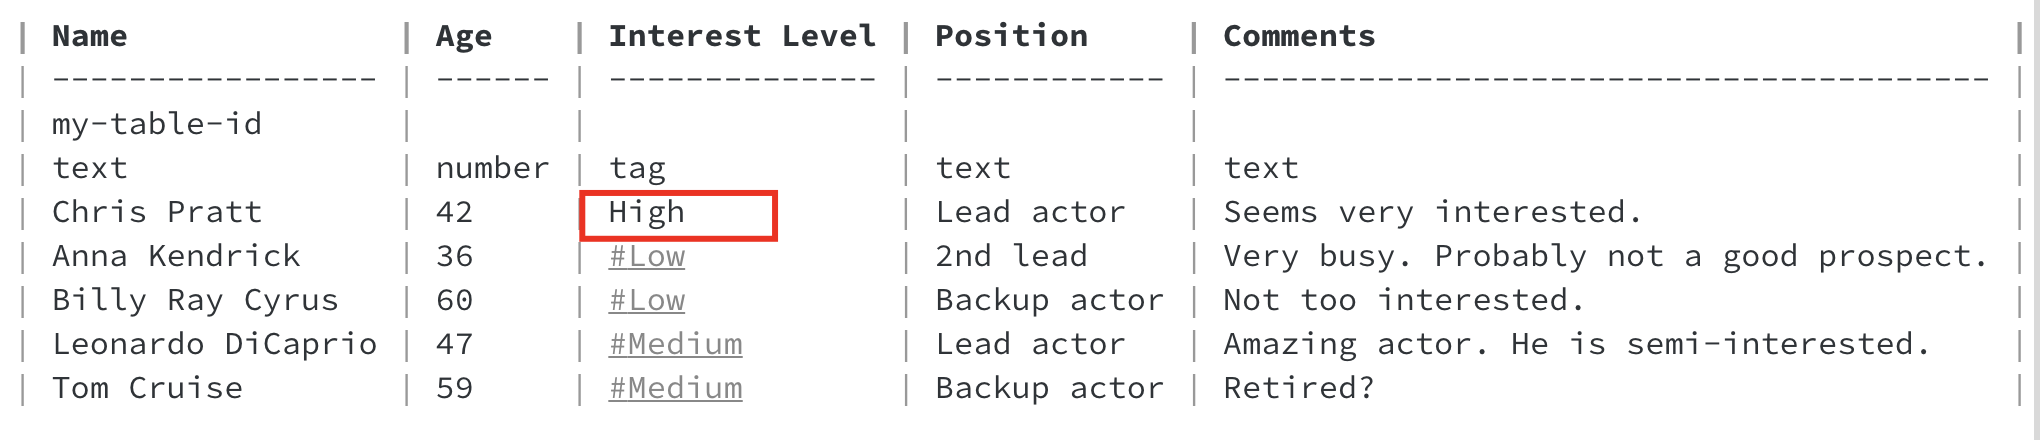 | Name | Age | Interest Level | Position | Comments |
| ----------------- | ------ | -------------- | ------------ | ---------------------------------------- |
| my-table-id | | | | |
| text | number | tag | text | text |
| Chris Pratt | 42 | High | Lead actor | Seems very interested. |
| Anna Kendrick | 36 | #Low | 2nd lead | Very busy. Probably not a good prospect. |
| Billy Ray Cyrus | 60 | #Low | Backup actor | Not too interested. |
| Leonardo DiCaprio | 47 | #Medium | Lead actor | Amazing actor. He is semi-interested. |
| Tom Cruise | 59 | #Medium | Backup actor | Retired? |